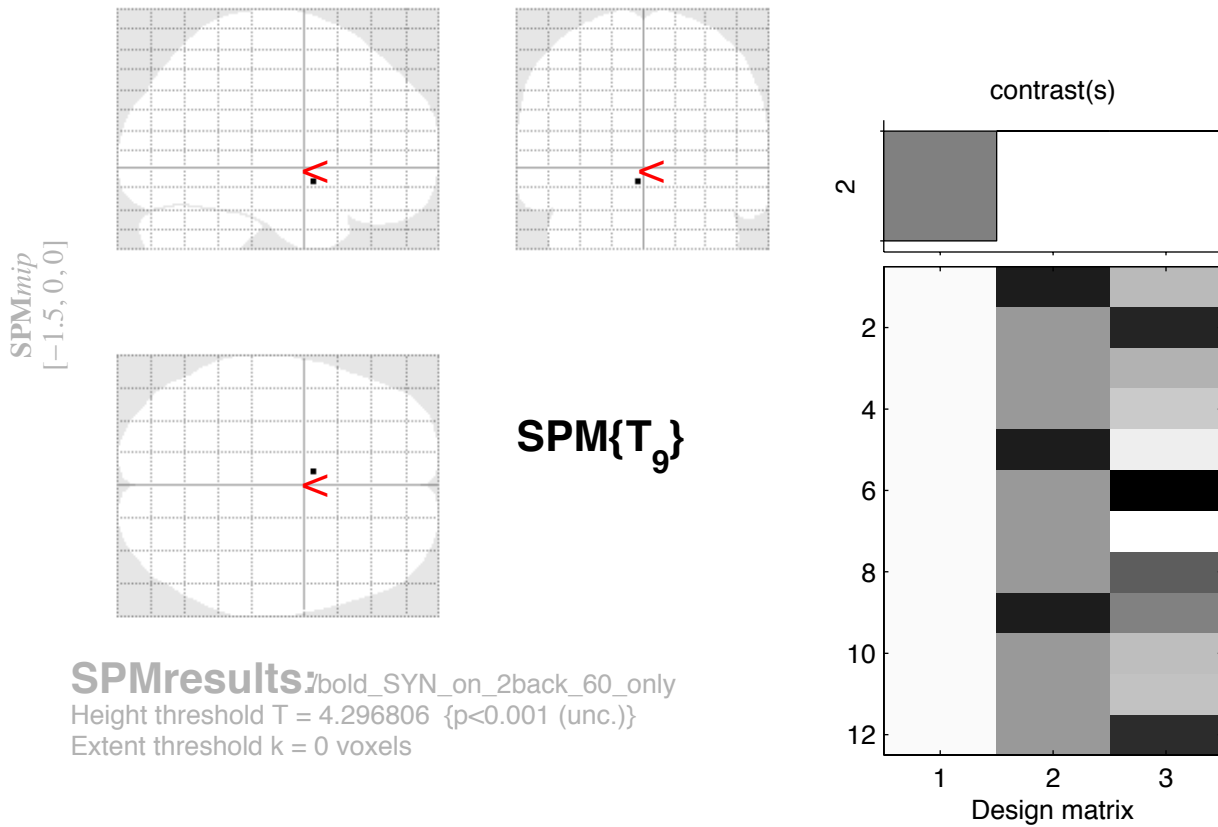 SPMmip
[−1.5, 0, 0]
<
<
<
SPM{T9}
SPMresults:/bold_SYN_on_2back_60_only
Height threshold T = 4.296806 {p<0.001 (unc.)}
Extent threshold k = 0 voxels
contrast(s)
2
2
4
6
8
10
12
1 2 3
Design matrix